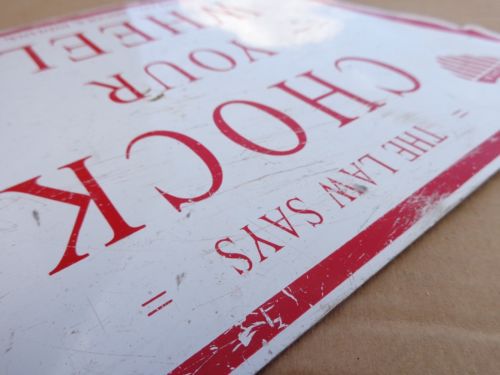 = THE LAW SAYS =
CHOCK
YOUR
WHEEL